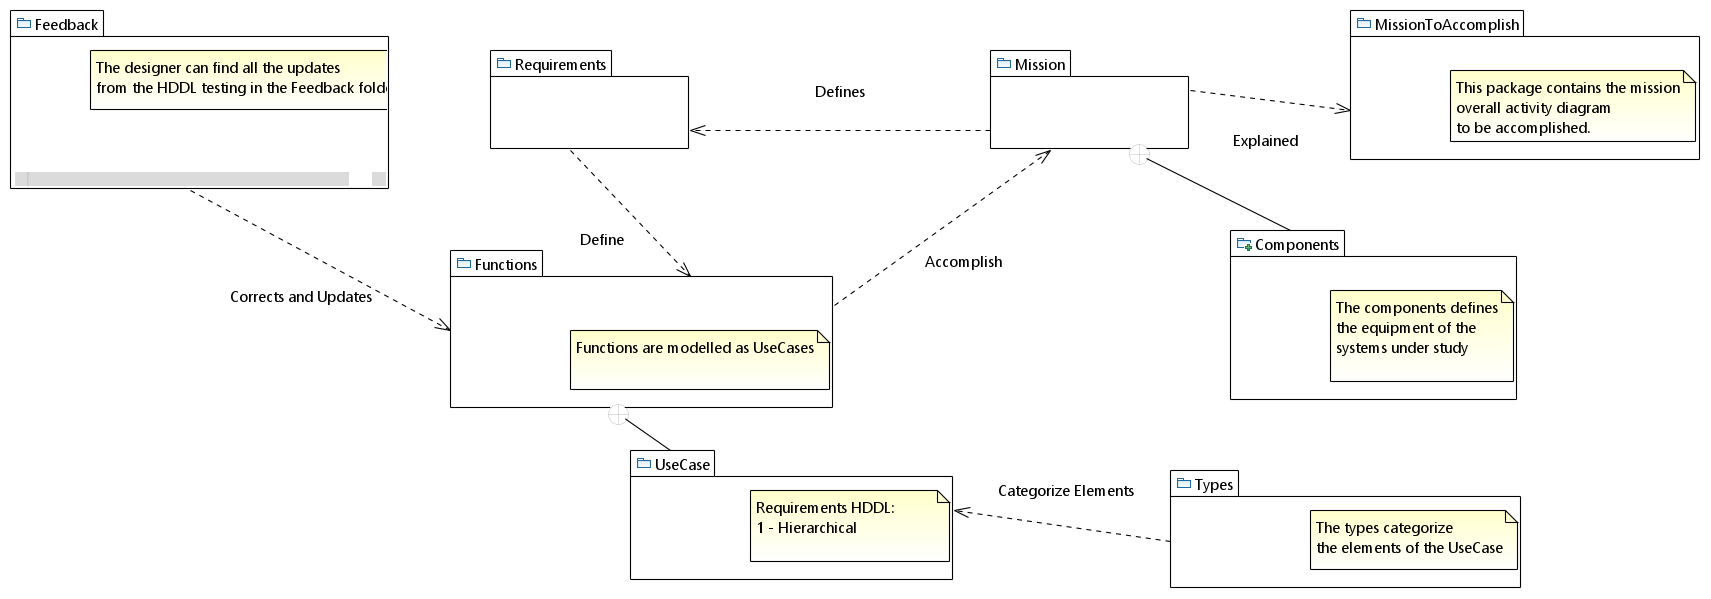 Feedback
The designer can find all the updates
from the HDDL testing in the Feedback
Requirements
Defines
Mission
MissionToAccomplish
This package contains the mission
overall activity diagram
to be accomplished.
Explained
Define
Accomplish
Components
The components defines
the equipment of the
systems under study
Functions
Corrects and Updates
Functions are modelled as UseCases
UseCase
Requirements HDDL:
1 - Hierarchical
Categorize Elements
Types
The types categorize
the elements of the UseCase